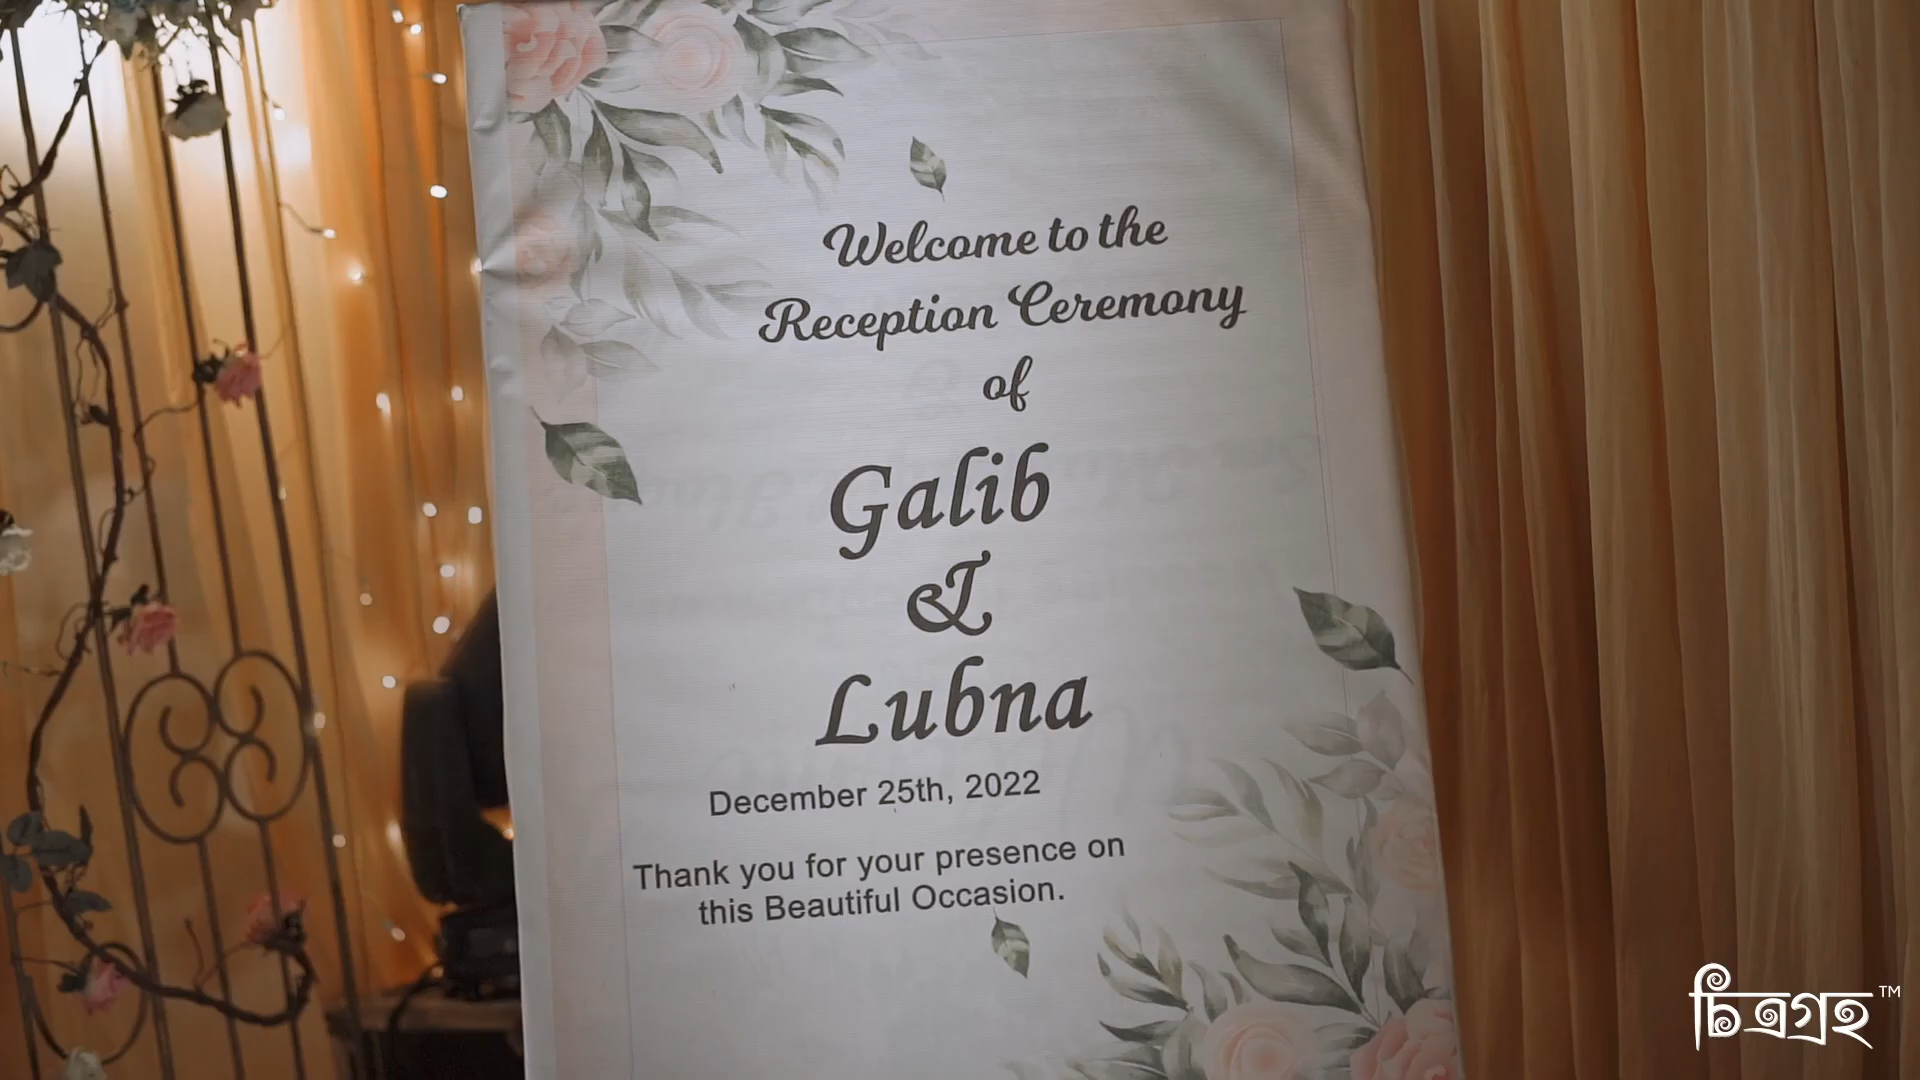 Welcome to the
Reception Ceremony
of
Galib
&
Lubna
December 25th, 2022
Thank you for your presence on
this Beautiful Occasion.
চিত্রগ্রহ™